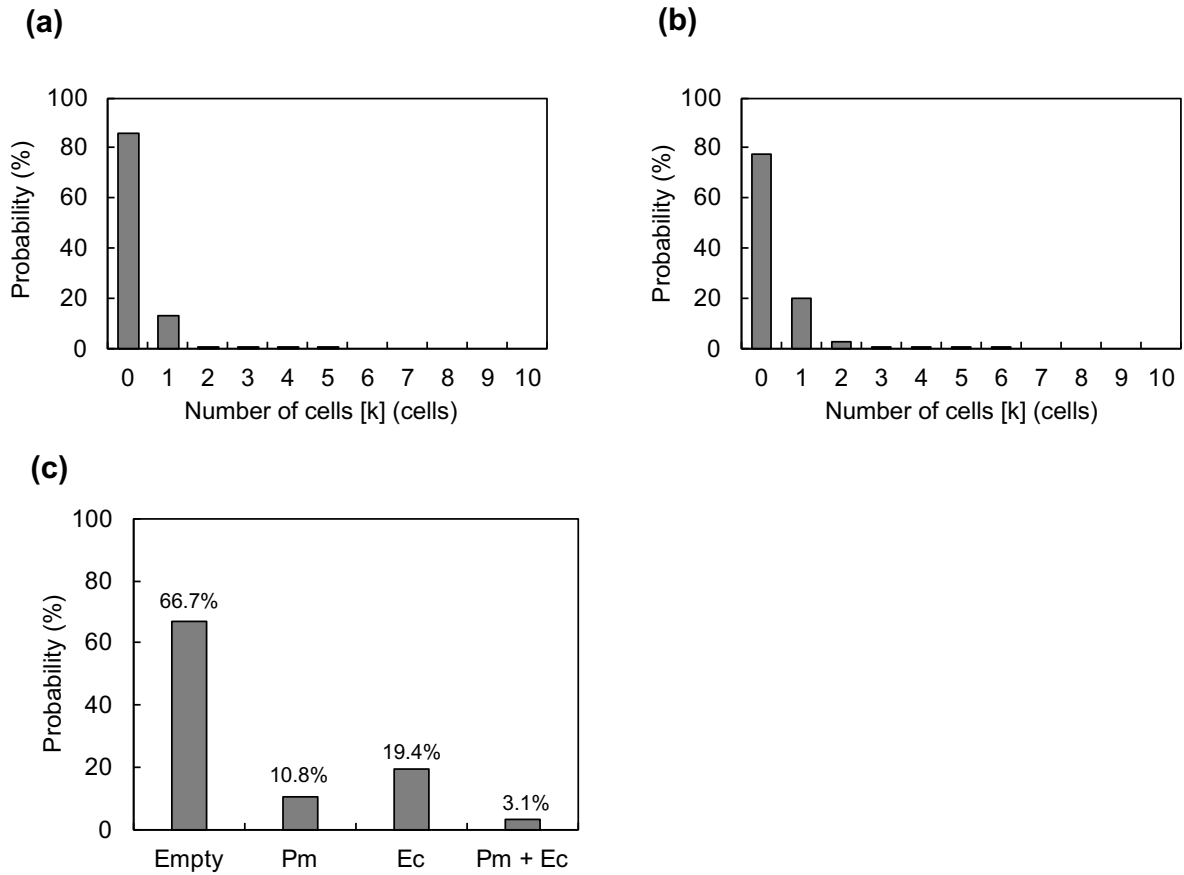 (a)
100
80
60
40
20
0
Probability (%)
0 1 2 3 4 5 6 7 8 9 10
Number of cells [k] (cells)
(b)
100
80
60
40
20
0
Probability (%)
0 1 2 3 4 5 6 7 8 9 10
Number of cells [k] (cells)
(c)
100
80
60
40
20
0
Probability (%)
66.7%
10.8%
19.4%
3.1%
Empty Pm Ec Pm + Ec